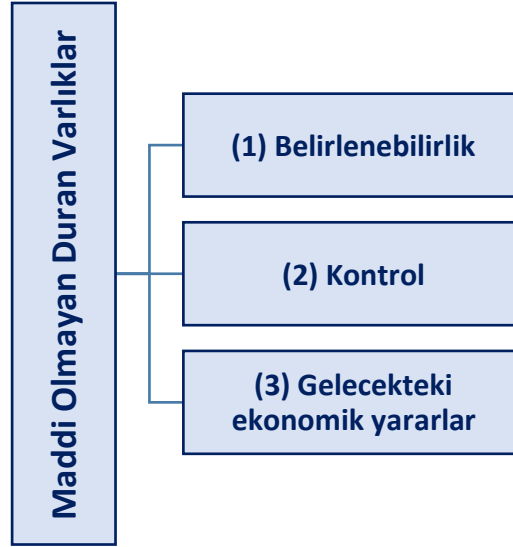 Maddi Olmayan Duran Varlıklar
(1) Belirlenebilirlik
(2) Kontrol
(3) Gelecekteki
ekonomik yararlar